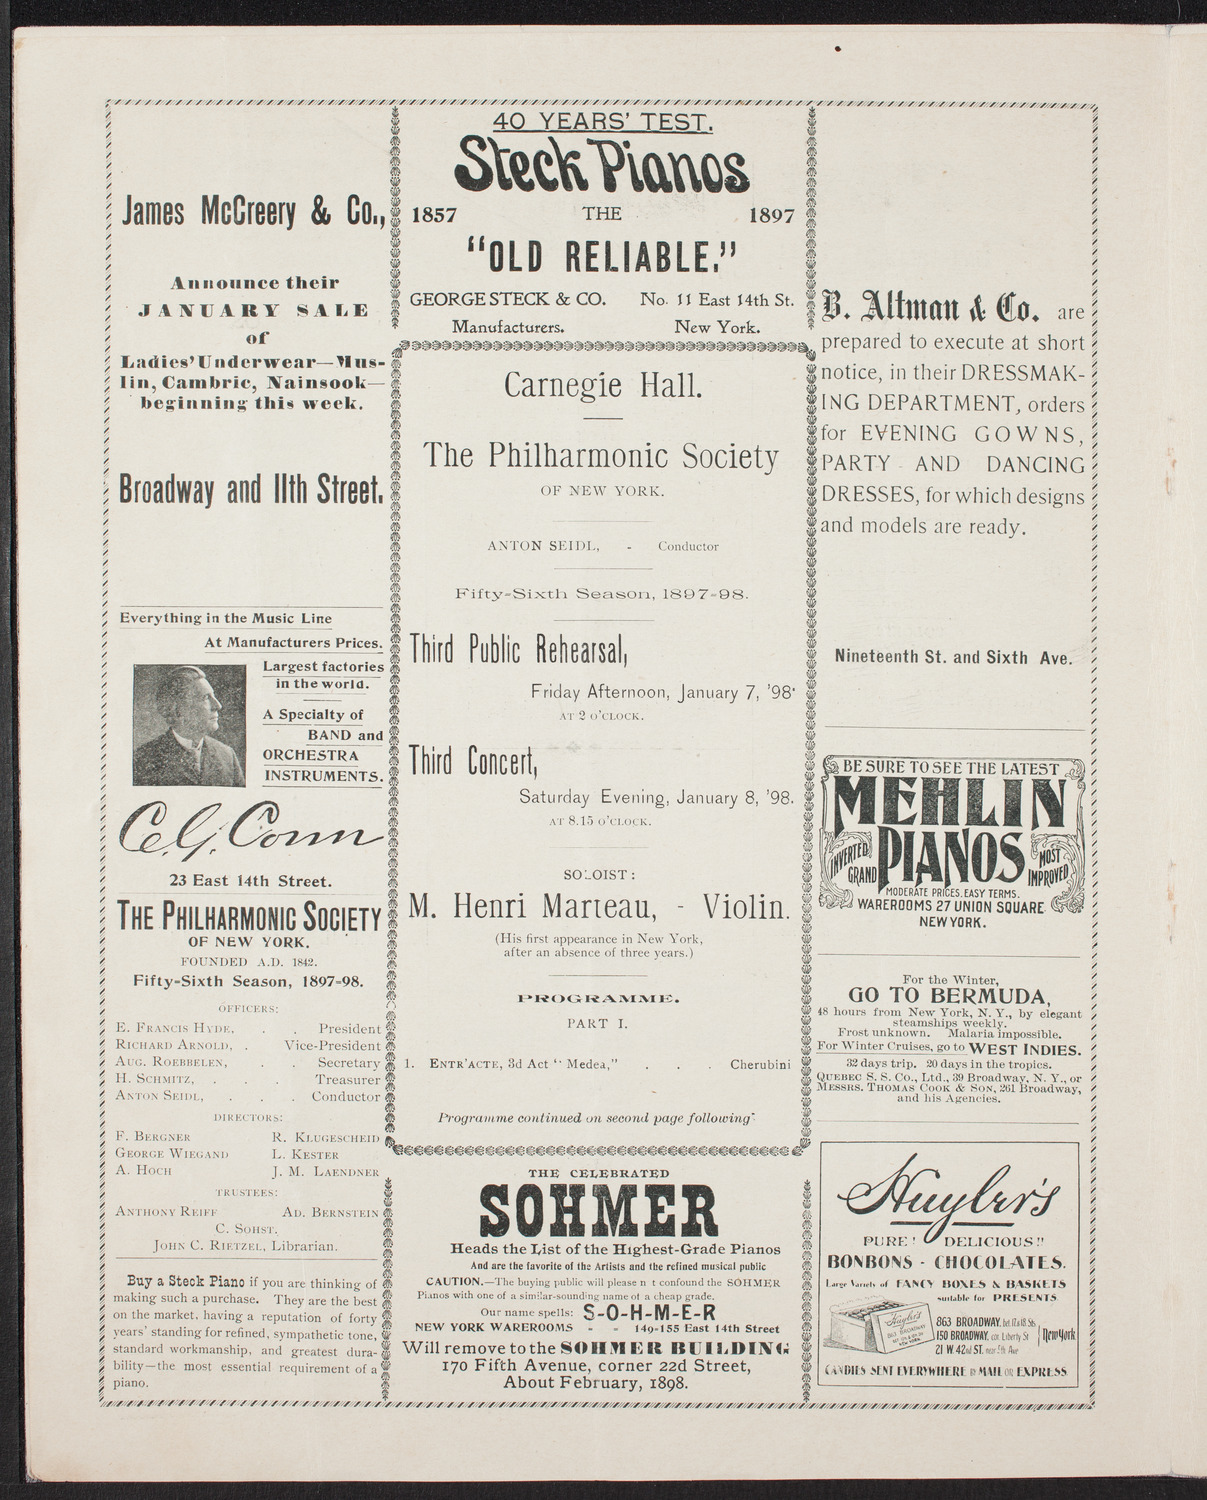 James McCreery & Co.,
Announce their
JANUARY SALE
of
Ladies' Underwear—Mus-
lin, Cambric, Nainsook—
beginning this week.
Broadway and 11th Street.
Everything in the Music Line
At Manufacturers Prices.
Largest factories
in the world.
A Specialty of
BAND and
ORCHESTRA
INSTRUMENTS.
C. G. Conn
23 East 14th Street.
THE PHILHARMONIC SOCIETY
OF NEW YORK.
FOUNDED A.D. 1842.
Fifty-Sixth Season, 1897-98.
OFFICERS:
E. FRANCIS HYDE, . . President
RICHARD ARNOLD, . Vice-President
AUG. ROEBBELEN, . . Secretary
H. SCHMITZ, . . . Treasurer
ANTON SEIDL, . . . Conductor
DIRECTORS:
F. BERGNER R. KLUGESCHEID
GEORGE WIEGAND L. KESTER
A. HOCH J. M. LAENDNER
TRUSTEES:
ANTHONY REIFF AD. BERNSTEIN
C. SOHST.
JOHN C. RIETZEL, Librarian.
Buy a Steck Piano if you are thinking of
making such a purchase. They are the best
on the market, having a reputation of forty
years' standing for refined, sympathetic tone,
standard workmanship, and greatest dura-
bility—the most essential requirement of a
piano.
40 YEARS' TEST.
Steck Pianos
1857 THE 1897
"OLD RELIABLE."
GEORGE STECK & CO. No. 11 East 14th St.
Manufacturers. New York.
Carnegie Hall.
The Philharmonic Society
OF NEW YORK.
ANTON SEIDL, - Conductor
Fifty-Sixth Season, 1897-98.
Third Public Rehearsal,
Friday Afternoon, January 7, '98
AT 2 O'CLOCK.
Third Concert,
Saturday Evening, January 8, '98.
AT 8.15 O'CLOCK.
SOLOIST:
M. Henri Marteau, - Violin.
(His first appearance in New York,
after an absence of three years.)
PROGRAMME.
PART I.
1. ENTR'ACTE, 3d Act "Medea," . . . Cherubini
Programme continued on second page following
THE CELEBRATED
SOHMER
Heads the List of the Highest-Grade Pianos
And are the favorite of the Artists and the refined musical public
CAUTION.—The buying public will please n t confound the SOHMER
Pianos with one of a similar-sounding name of a cheap grade.
Our name spells: S-O-H-M-E-R
NEW YORK WAREROOMS - - 149-155 East 14th Street
Will remove to the SOHMER BUILDING
170 Fifth Avenue, corner 22d Street,
About February, 1898.
B. Altman & Co. are
prepared to execute at short
notice, in their DRESSMAK-
ING DEPARTMENT, orders
for EVENING GOWNS,
PARTY AND DANCING
DRESSES, for which designs
and models are ready.
Nineteenth St. and Sixth Ave.
BE SURE TO SEE THE LATEST
MEHLIN
INVERTED GRAND PIANOS MOST IMPROVED
MODERATE PRICES, EASY TERMS.
WAREROOMS 27 UNION SQUARE
NEW YORK.
For the Winter,
GO TO BERMUDA,
48 hours from New York, N. Y., by elegant
steamships weekly.
Frost unknown. Malaria impossible.
For Winter Cruises, go to WEST INDIES.
32 days trip. 20 days in the tropics.
QUEBEC S. S. Co., Ltd., 39 Broadway, N. Y., or
MESSRS. THOMAS COOK & SON, 261 Broadway,
and his Agencies.
Huyler's
PURE! DELICIOUS!!
BONBONS - CHOCOLATES.
Large Variety of FANCY BOXES & BASKETS
suitable for PRESENTS.
Huyler's
863 BROADWAY
NEW YORK
863 BROADWAY, bet. 17 & 18. Sts.
150 BROADWAY, cor. Liberty St
21 W. 42nd ST. near 5th Ave
New York
CANDIES SENT EVERYWHERE BY MAIL OR EXPRESS